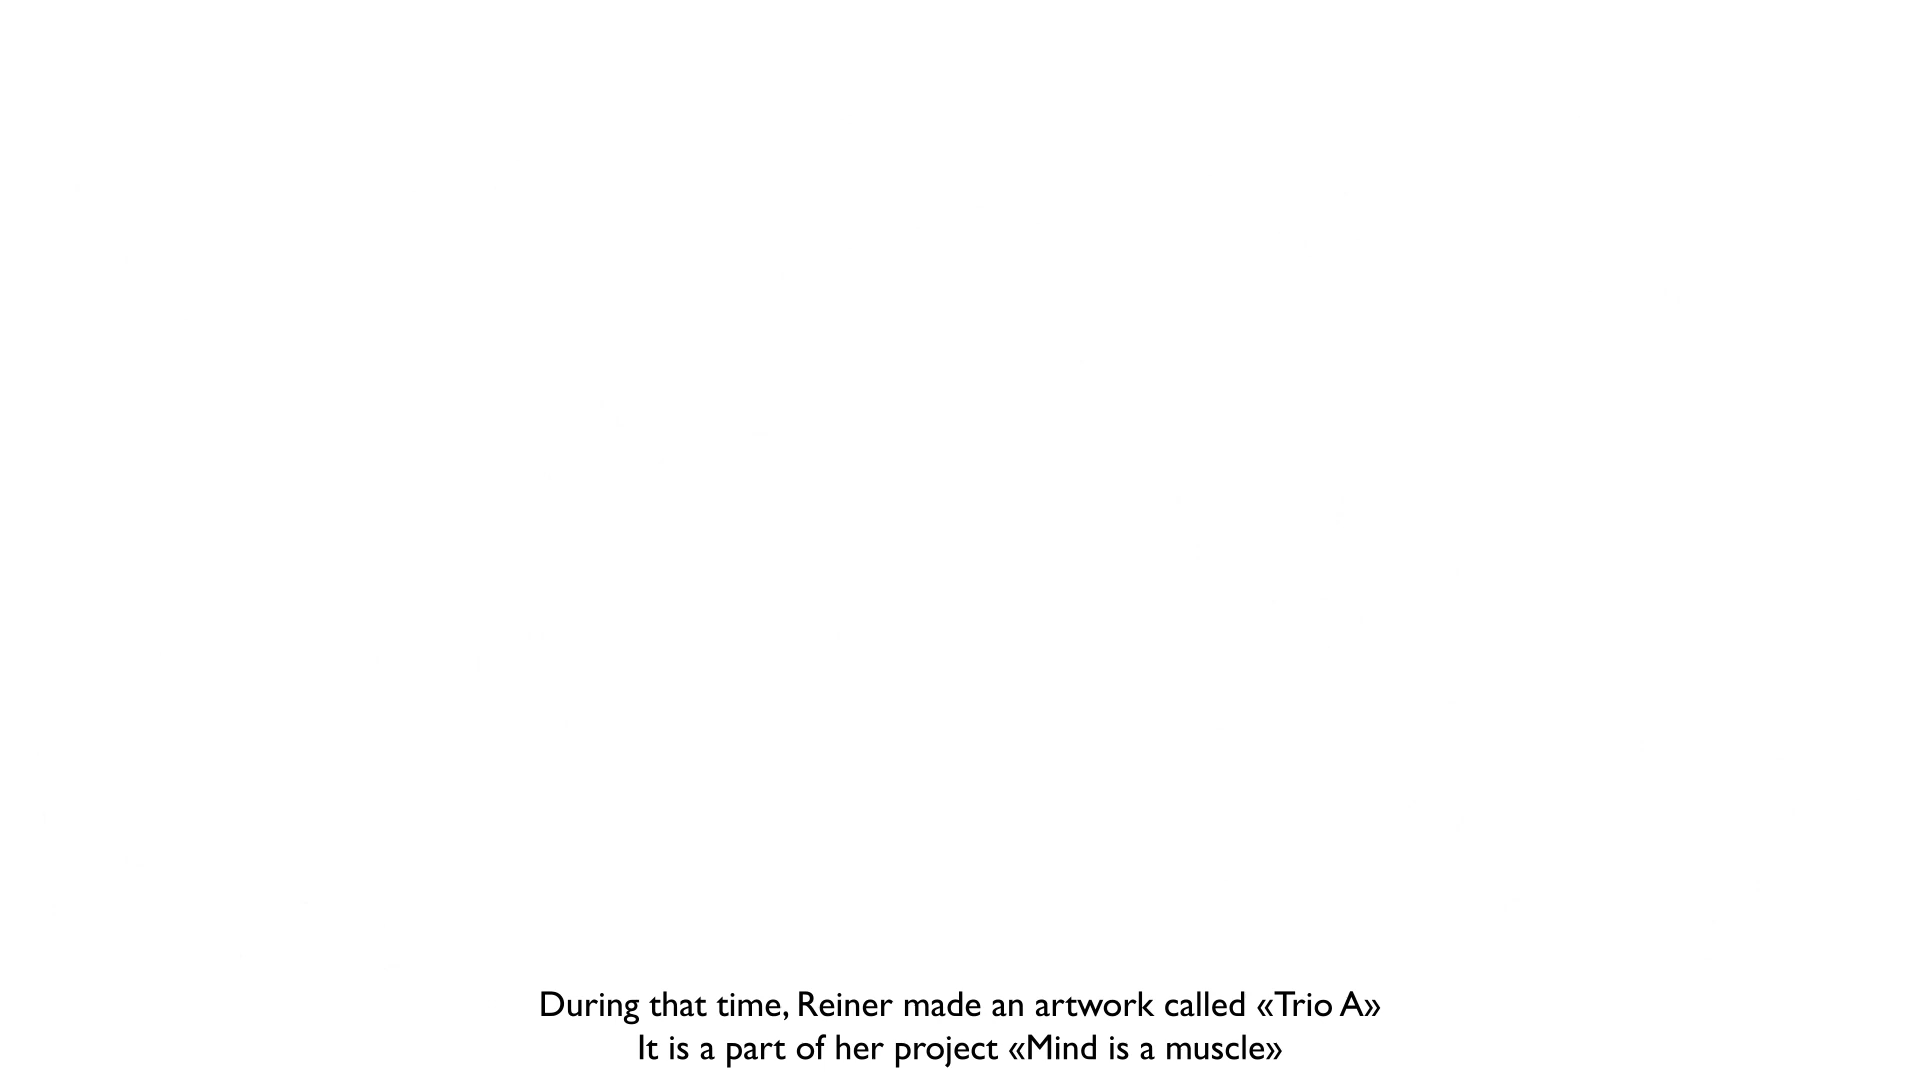 During that time, Reiner made an artwork called «Trio A»
It is a part of her project «Mind is a muscle»